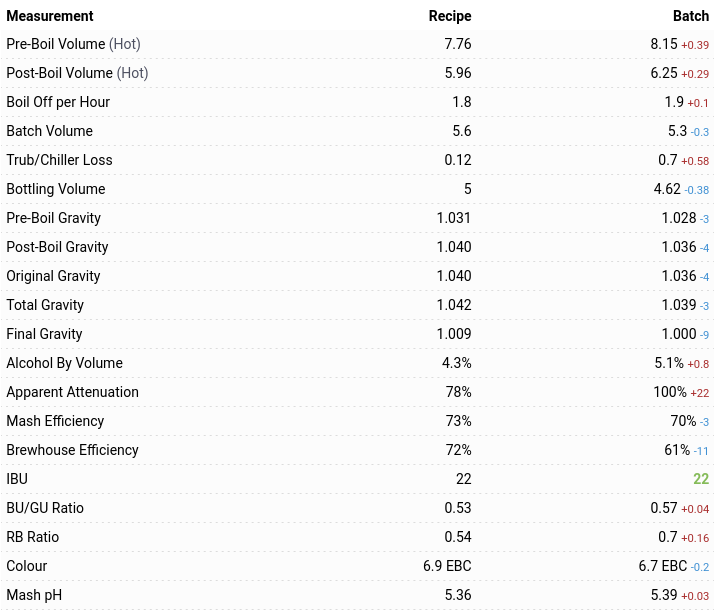 Measurement Recipe Batch
Pre-Boil Volume (Hot) 7.76 8.15 +0.39
Post-Boil Volume (Hot) 5.96 6.25 +0.29
Boil Off per Hour 1.8 1.9 +0.1
Batch Volume 5.6 5.3 -0.3
Trub/Chiller Loss 0.12 0.7 +0.58
Bottling Volume 5 4.62 -0.38
Pre-Boil Gravity 1.031 1.028 -3
Post-Boil Gravity 1.040 1.036 -4
Original Gravity 1.040 1.036 -4
Total Gravity 1.042 1.039 -3
Final Gravity 1.009 1.000 -9
Alcohol By Volume 4.3% 5.1% +0.8
Apparent Attenuation 78% 100% +22
Mash Efficiency 73% 70% -3
Brewhouse Efficiency 72% 61% -11
IBU 22 22
BU/GU Ratio 0.53 0.57 +0.04
RB Ratio 0.54 0.7 +0.16
Colour 6.9 EBC 6.7 EBC -0.2
Mash pH 5.36 5.39 +0.03